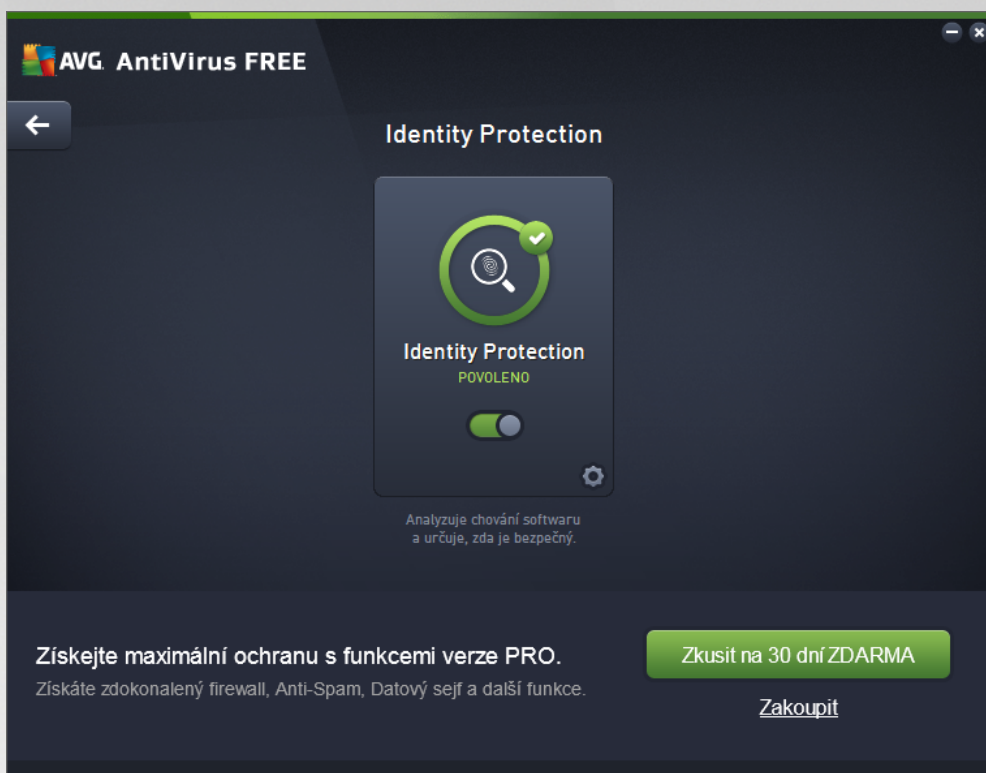 AVG AntiVirus FREE
Identity Protection
Identity Protection
POVOLENO
Analyzuje chování softwaru
a určuje, zda je bezpečný.
Získejte maximální ochranu s funkcemi verze PRO.
Získáte zdokonalený firewall, Anti-Spam, Datový sejf a další funkce.
Zkusit na 30 dní ZDARMA
Zakoupit